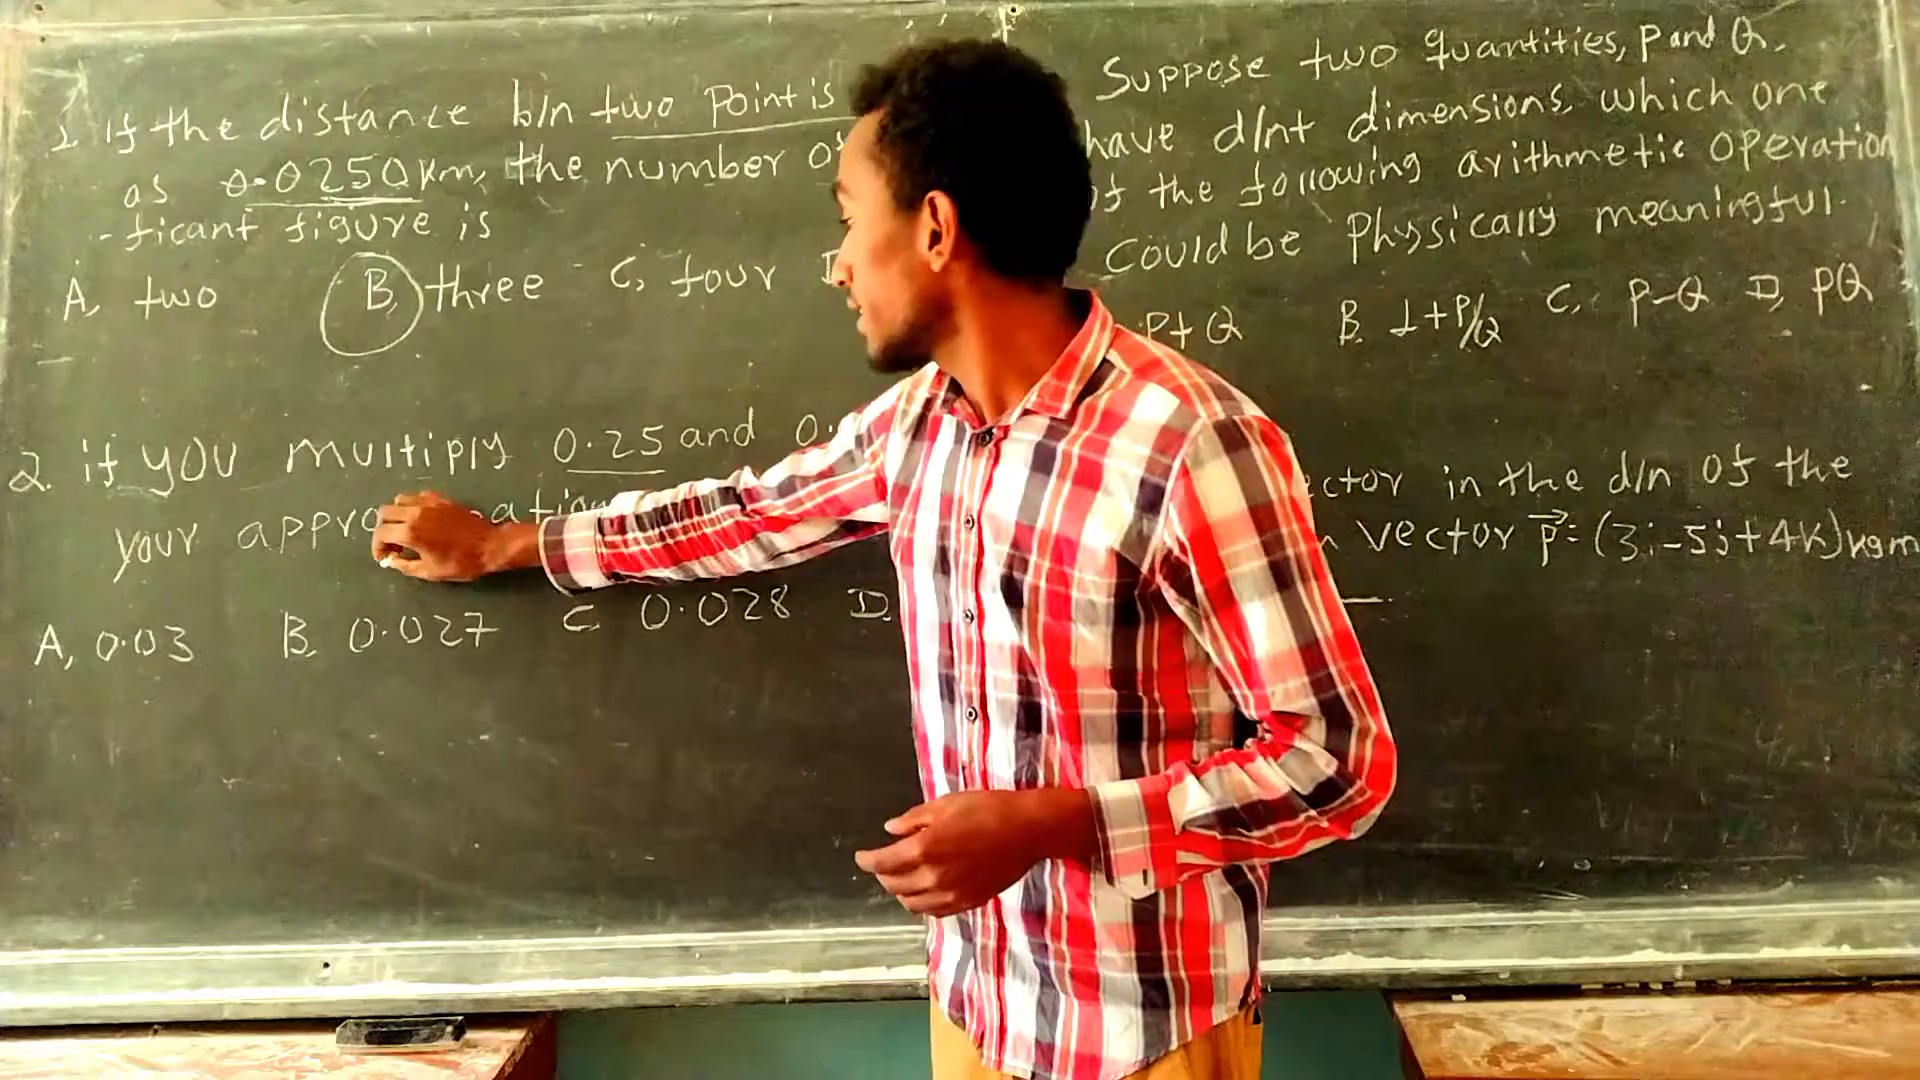 1. If the distance b/n two Point is
as 0.0250km, the number of
-ficant figure is
A, two B, three C, four D
2. if you multiply 0.25 and 0.
your
A, 0.03 B. 0.027 C. 0.028 D.
Suppose two quantities, P and Q.
have d/nt dimensions which one
of the following arithmetic operation
could be Physically meaningful.
P+Q B. 1+P/Q C, P-Q D, PQ
in the d/n of the
vector P⃗=(3i-5j+4k)kgm